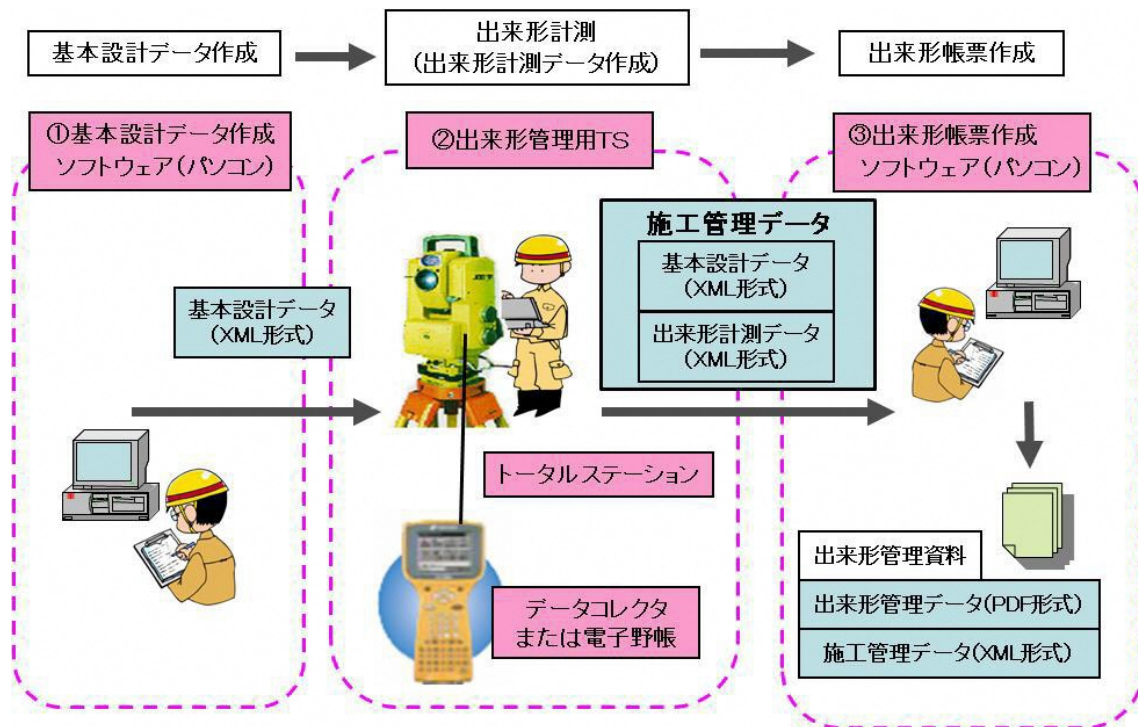 基本設計データ作成
出来形計測
(出来形計測データ作成)
出来形帳票作成
①基本設計データ作成
ソフトウェア(パソコン)
②出来形管理用TS
③出来形帳票作成
ソフトウェア(パソコン)
基本設計データ
(XML形式)
施工管理データ
基本設計データ
(XML形式)
出来形計測データ
(XML形式)
トータルステーション
データコレクタ
または電子野帳
出来形管理資料
出来形管理データ(PDF形式)
施工管理データ(XML形式)